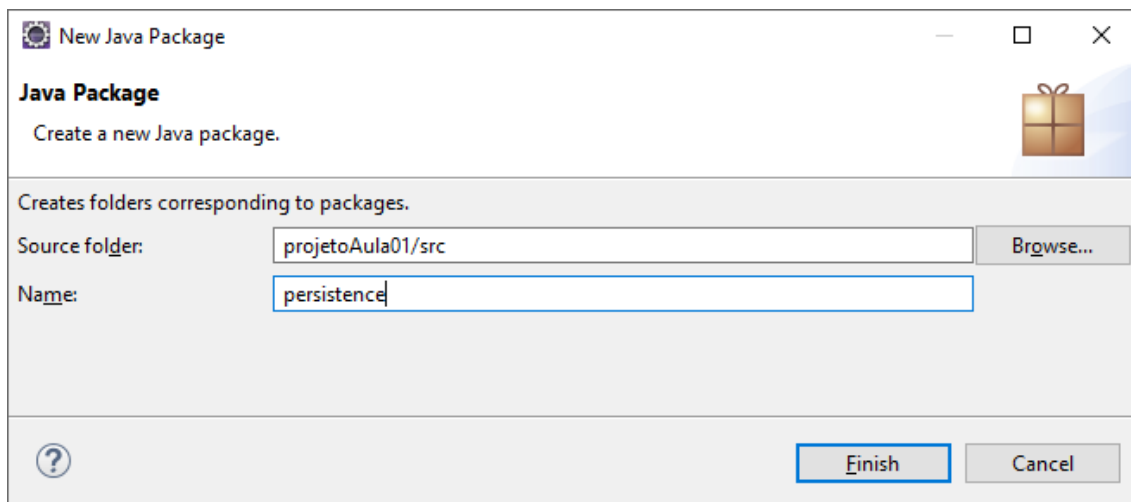 New Java Package
Java Package
Create a new Java package.
Creates folders corresponding to packages.
Source folder: projetoAula01/src Browse...
Name: persistence
? Finish Cancel